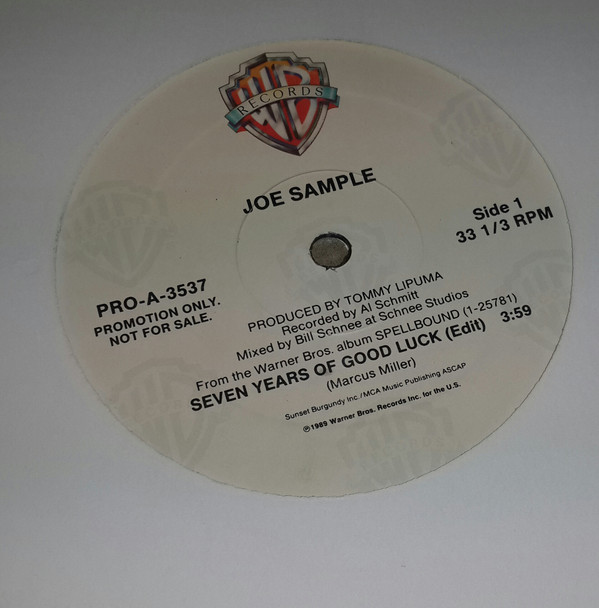 WB
RECORDS
JOE SAMPLE
Side 1
33 1/3 RPM
PRO-A-3537
PROMOTION ONLY.
NOT FOR SALE.
PRODUCED BY TOMMY LIPUMA
Recorded by Al Schmitt
Mixed by Bill Schnee at Schnee Studios
From the Warner Bros. album SPELLBOUND (1-25781)
SEVEN YEARS OF GOOD LUCK (Edit) 3:59
(Marcus Miller)
Sunset Burgundy Inc./MCA Music Publishing ASCAP
℗1989 Warner Bros. Records Inc. for the U.S.